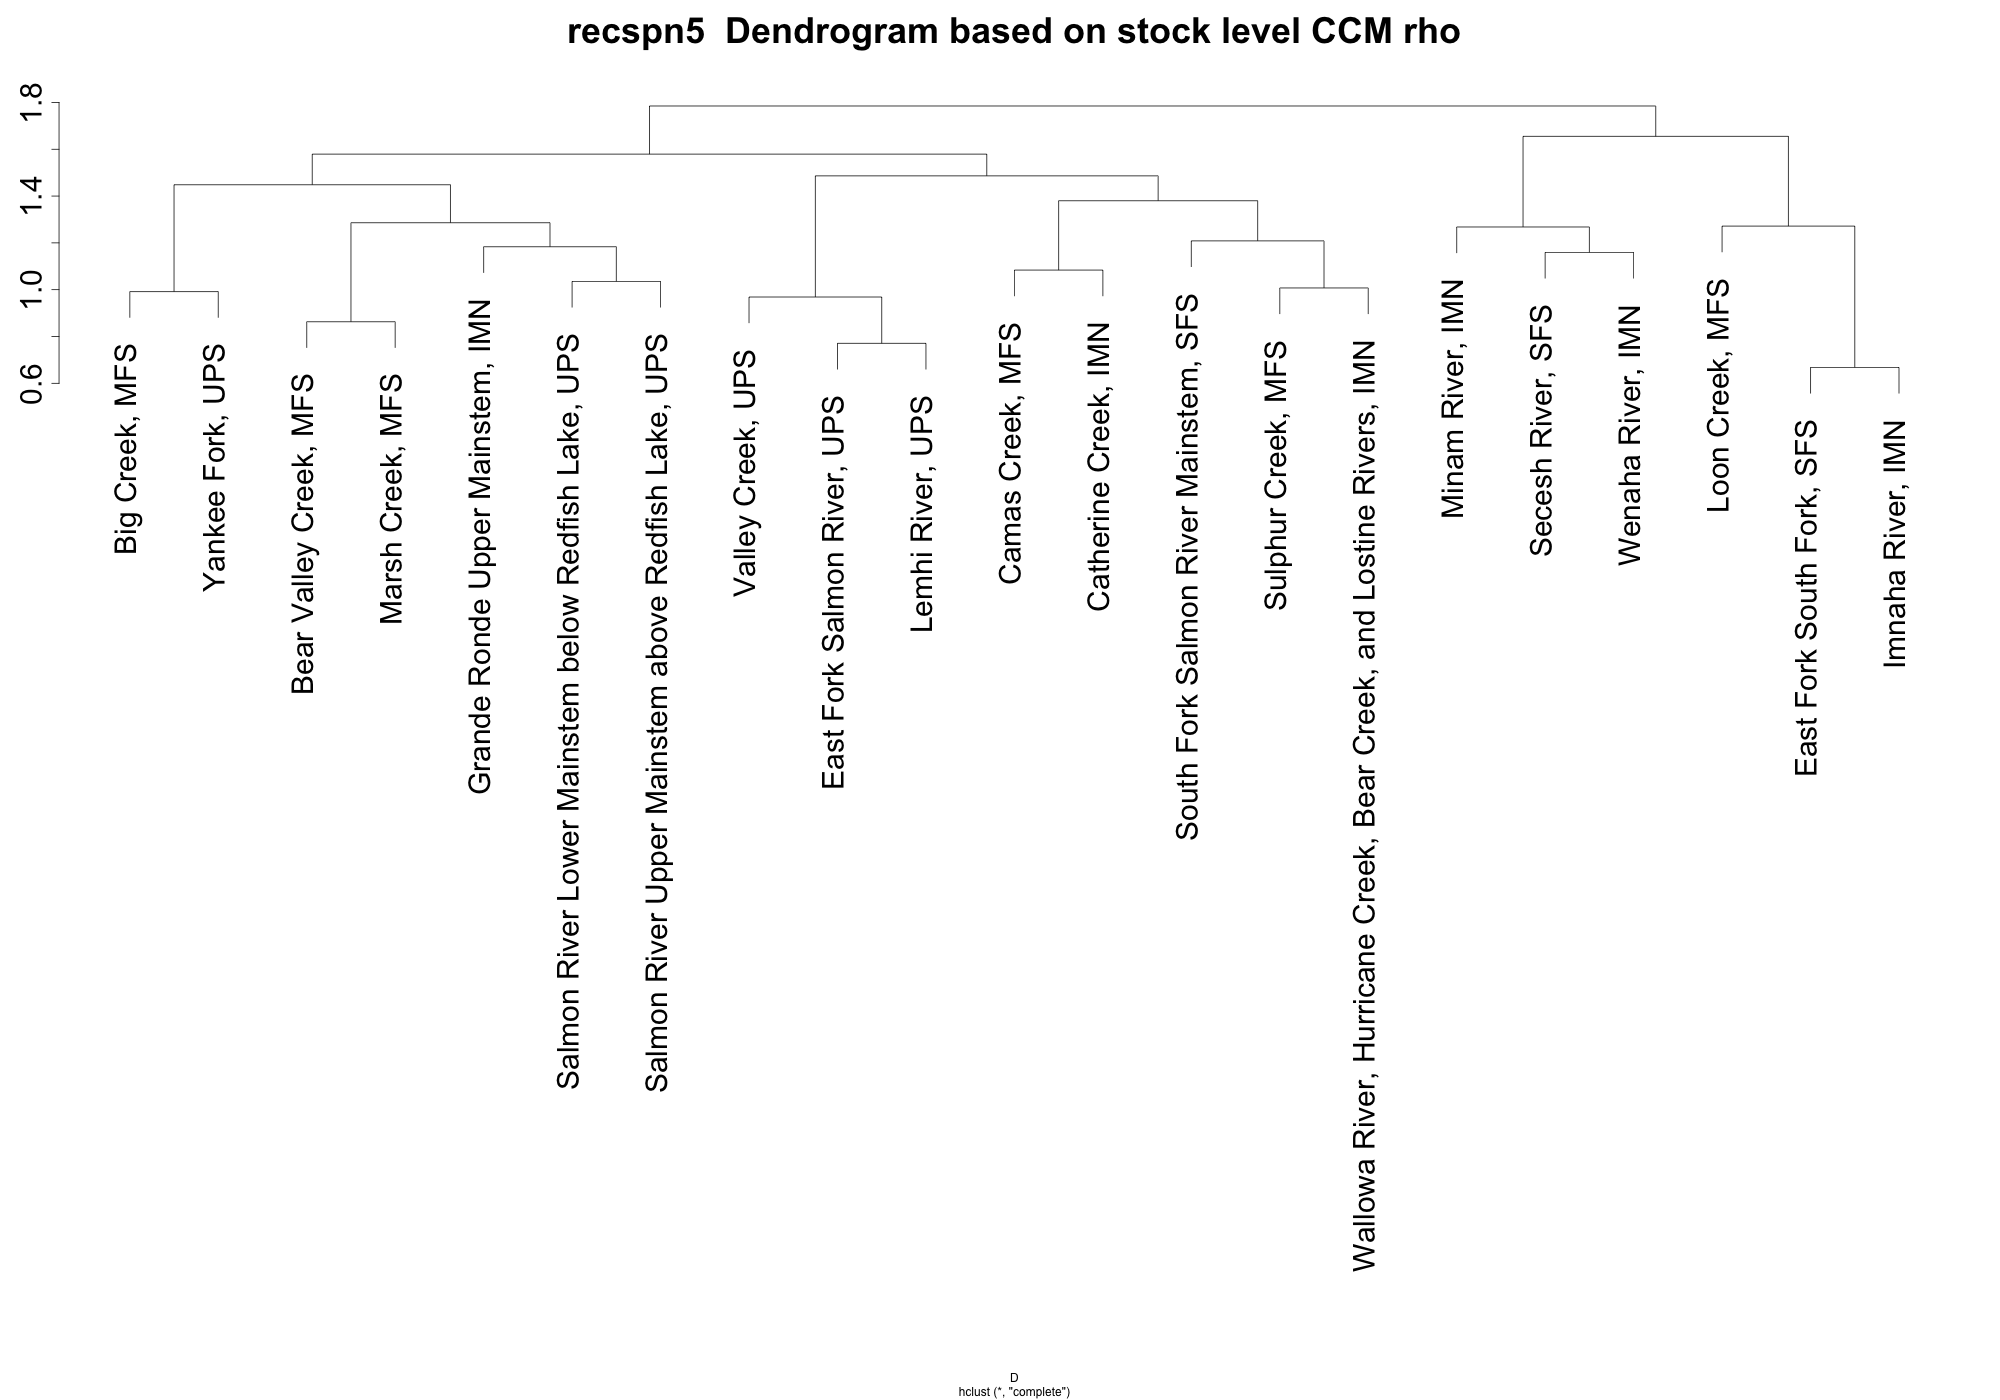 recspn5  Dendrogram based on stock level CCM rho
1.8
1.4
1.0
0.6
Big Creek, MFS
Yankee Fork, UPS
Bear Valley Creek, MFS
Marsh Creek, MFS
Grande Ronde Upper Mainstem, IMN
Salmon River Lower Mainstem below Redfish Lake, UPS
Salmon River Upper Mainstem above Redfish Lake, UPS
Valley Creek, UPS
East Fork Salmon River, UPS
Lemhi River, UPS
Camas Creek, MFS
Catherine Creek, IMN
South Fork Salmon River Mainstem, SFS
Sulphur Creek, MFS
Wallowa River, Hurricane Creek, Bear Creek, and Lostine Rivers, IMN
Minam River, IMN
Secesh River, SFS
Wenaha River, IMN
Loon Creek, MFS
East Fork South Fork, SFS
Imnaha River, IMN
D
hclust (*, "complete")